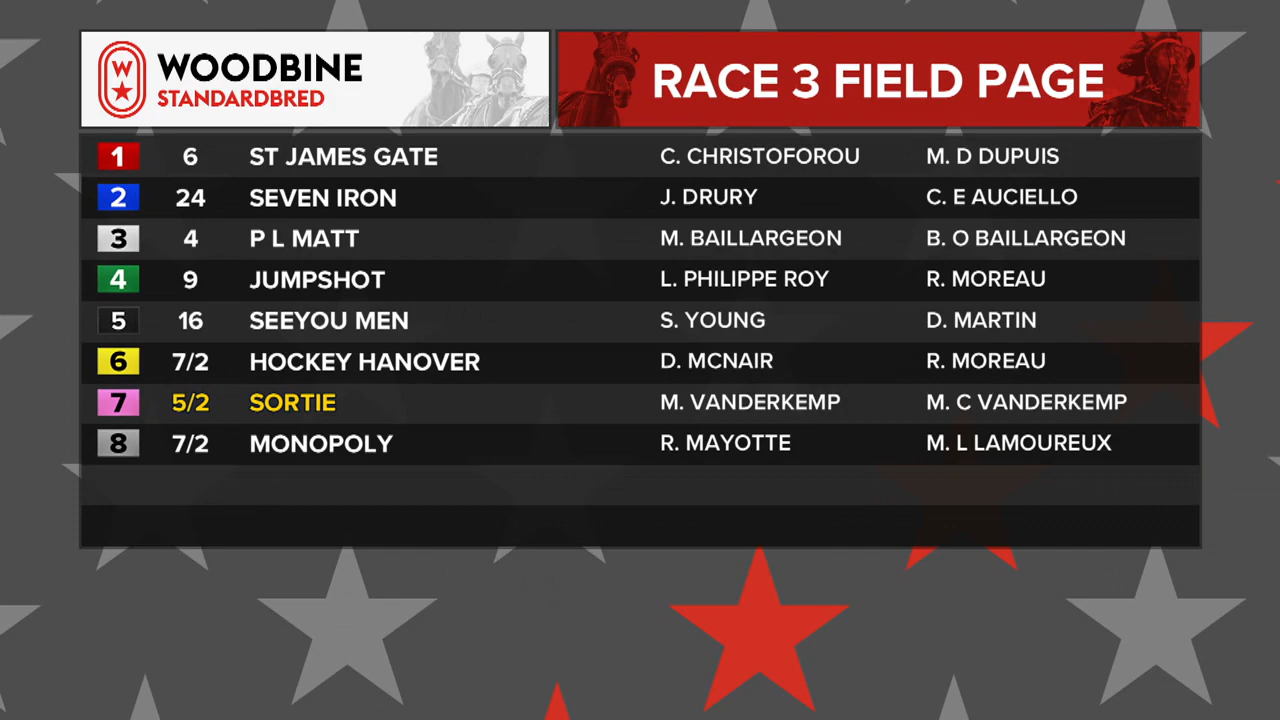 W
WOODBINE
STANDARDBRED
RACE 3 FIELD PAGE
1 6 ST JAMES GATE C. CHRISTOFOROU M. D DUPUIS
2 24 SEVEN IRON J. DRURY C. E AUCIELLO
3 4 P L MATT M. BAILLARGEON B. O BAILLARGEON
4 9 JUMPSHOT L. PHILIPPE ROY R. MOREAU
5 16 SEEYOU MEN S. YOUNG D. MARTIN
6 7/2 HOCKEY HANOVER D. MCNAIR R. MOREAU
7 5/2 SORTIE M. VANDERKEMP M. C VANDERKEMP
8 7/2 MONOPOLY R. MAYOTTE M. L LAMOUREUX